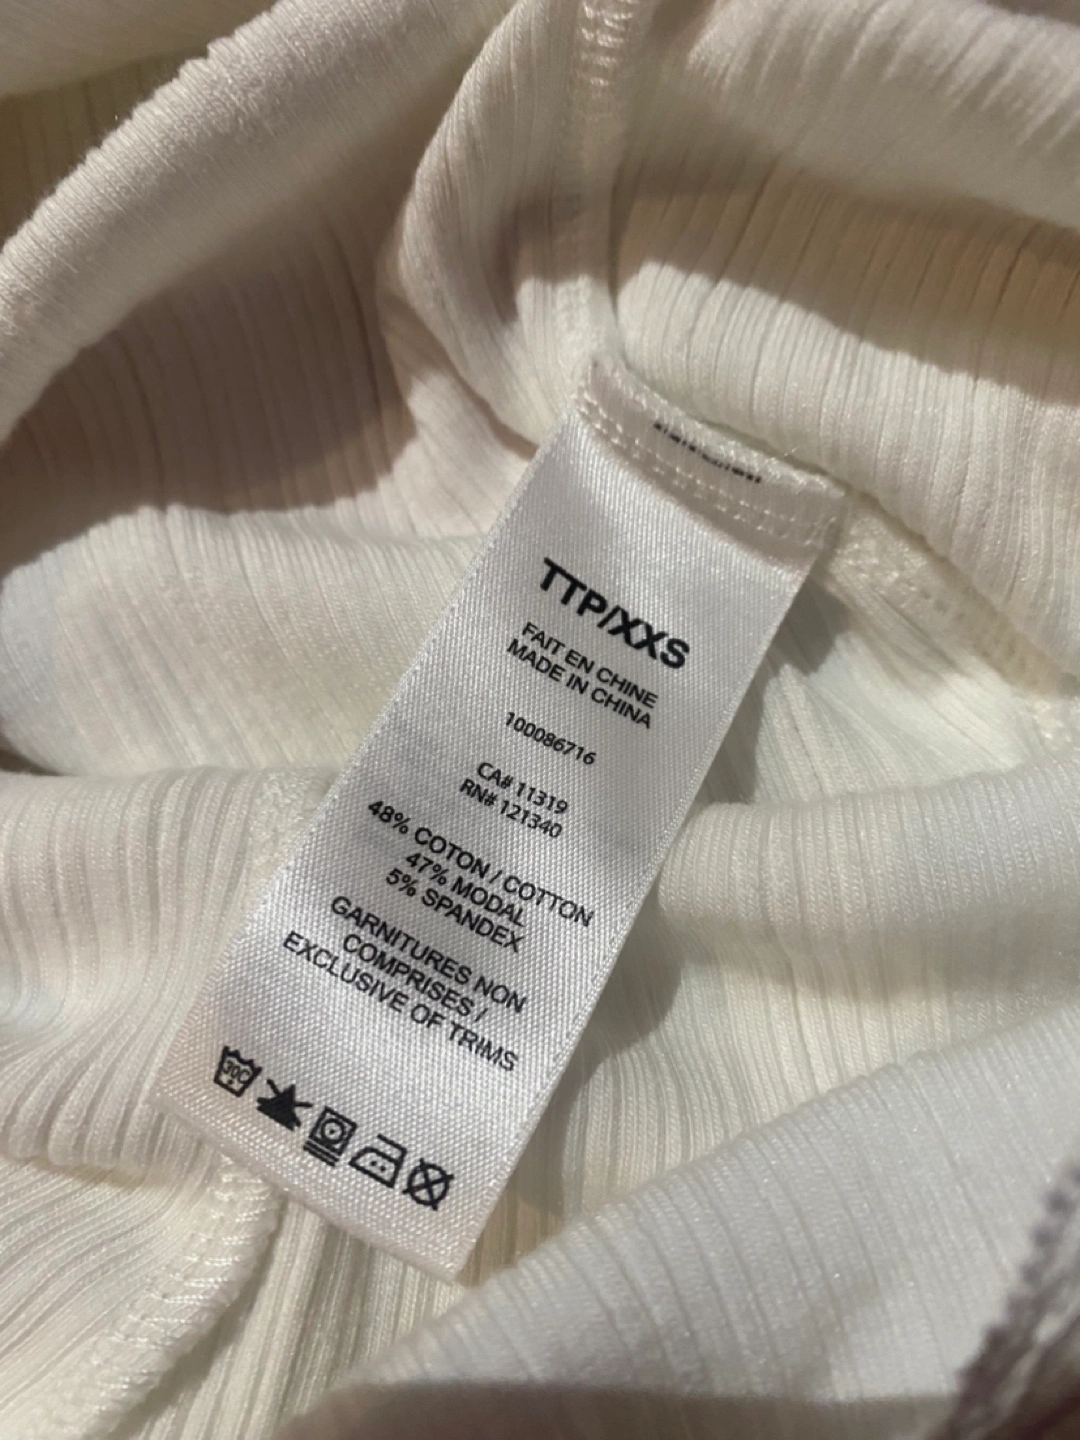 TTP/XXS
FAIT EN CHINE
MADE IN CHINA
100086716
CA# 11319
RN# 121340
48% COTON / COTTON
47% MODAL
5% SPANDEX
GARNITURES NON
COMPRISES /
EXCLUSIVE OF TRIMS
30C